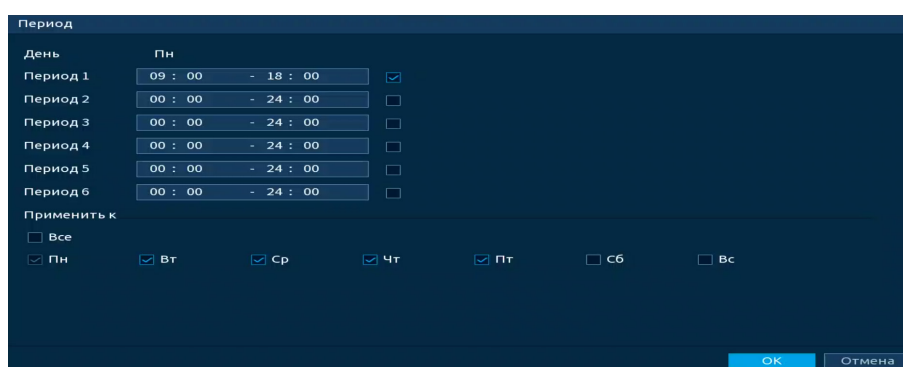 Период
День Пн
Период 1 09 : 00 - 18 : 00
Период 2 00 : 00 - 24 : 00
Период 3 00 : 00 - 24 : 00
Период 4 00 : 00 - 24 : 00
Период 5 00 : 00 - 24 : 00
Период 6 00 : 00 - 24 : 00
Применить к
Все
Пн Вт Ср Чт Пт Сб Вс
OK Отмена